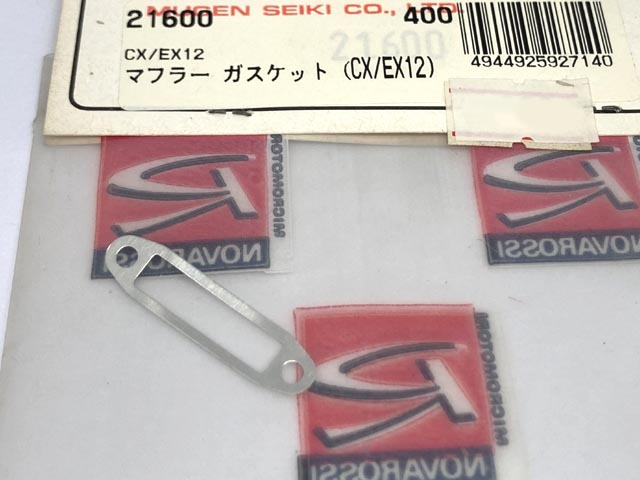 MUGEN SEIKI CO., LTD.
21600
400
21600
CX/EX12
マフラー ガスケット (CX/EX12)
4944925927140
MICROMOTORI
NOVAROSSI
MICROMOTORI
NOVAROSSI
MICROMOTORI
NOVAROSSI